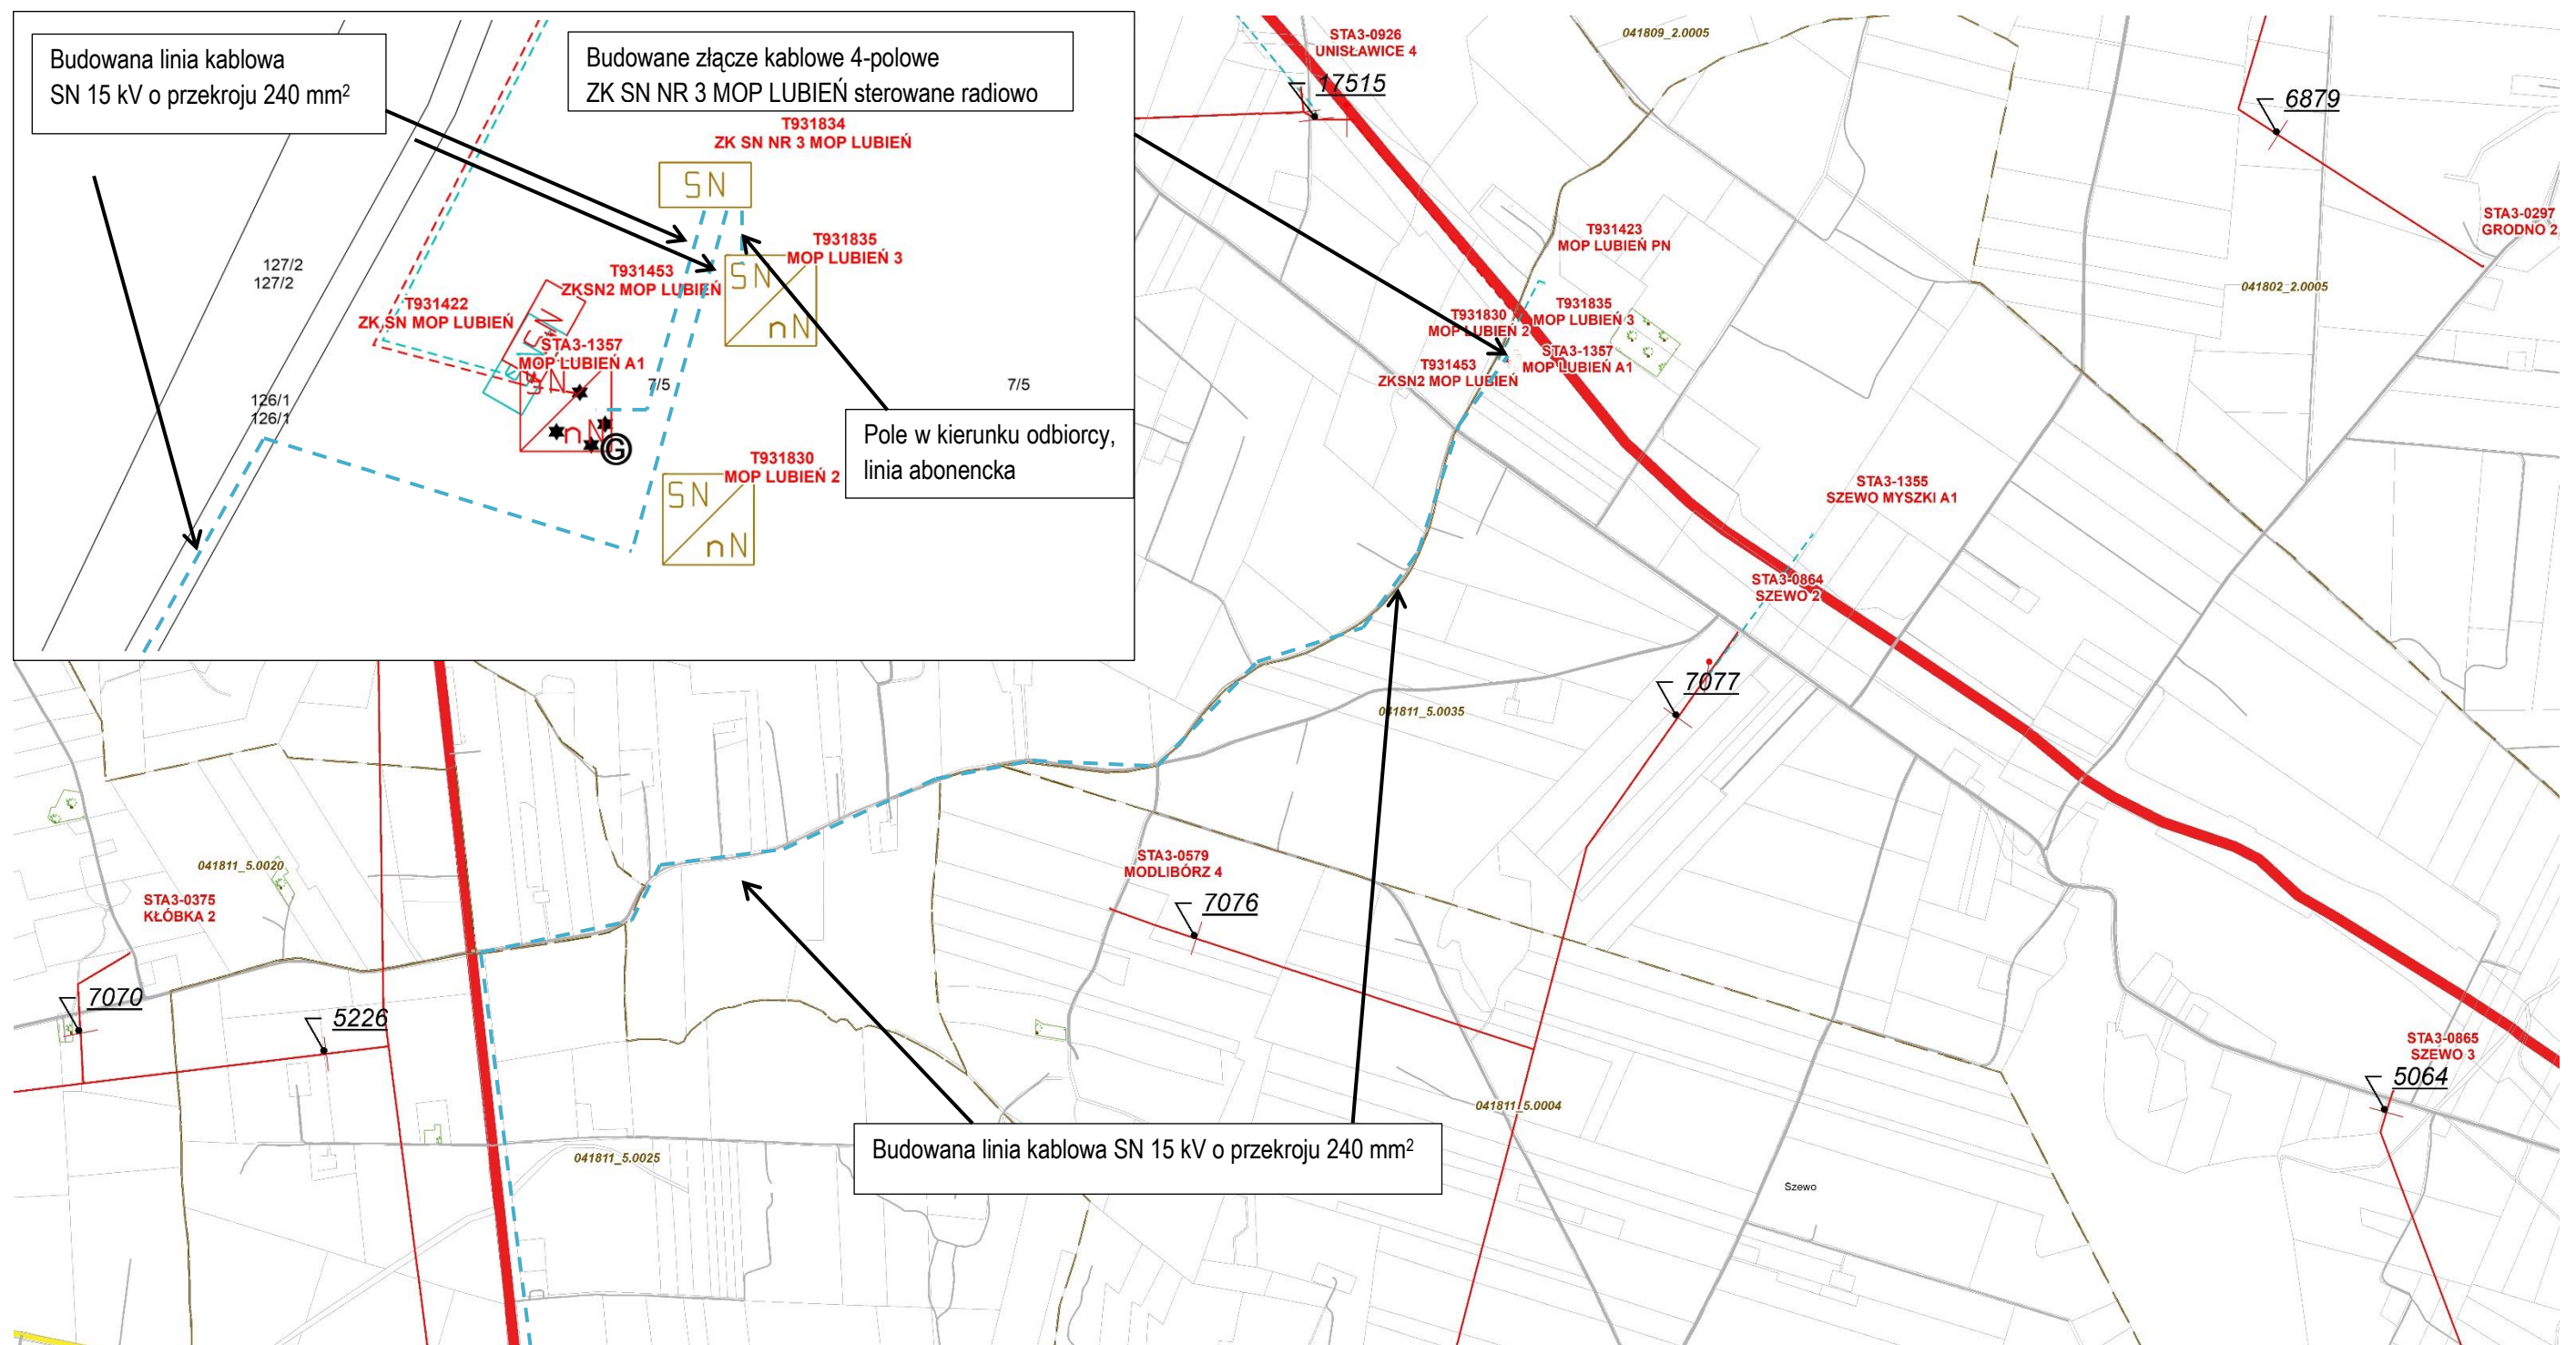 Budowana linia kablowa
SN 15 kV o przekroju 240 mm²
Budowane złącze kablowe 4-polowe
ZK SN NR 3 MOP LUBIEŃ sterowane radiowo
T931834
ZK SN NR 3 MOP LUBIEŃ
SN
T931835
MOP LUBIEŃ 3
SN
nN
T931453
ZKSN2 MOP LUBIEŃ
T931422
ZK SN MOP LUBIEŃ
STA3-1357
MOP LUBIEŃ A1
SN
nN
G
127/2
127/2
126/1
126/1
7/5
7/5
Pole w kierunku odbiorcy,
linia abonencka
T931830
MOP LUBIEŃ 2
SN
nN
STA3-0926
UNISŁAWICE 4
17515
041809_2.0005
6879
STA3-0297
GRODNO 2
041802_2.0005
T931423
MOP LUBIEŃ PN
T931835
MOP LUBIEŃ 3
T931830
MOP LUBIEŃ 2
STA3-1357
MOP LUBIEŃ A1
T931453
ZKSN2 MOP LUBIEŃ
STA3-1355
SZEWO MYSZKI A1
STA3-0864
SZEWO 2
7077
041811_5.0035
STA3-0579
MODLIBÓRZ 4
7076
041811_5.0020
STA3-0375
KŁÓBKA 2
7070
5226
STA3-0865
SZEWO 3
5064
041811_5.0004
Budowana linia kablowa SN 15 kV o przekroju 240 mm²
041811_5.0025
Szewo